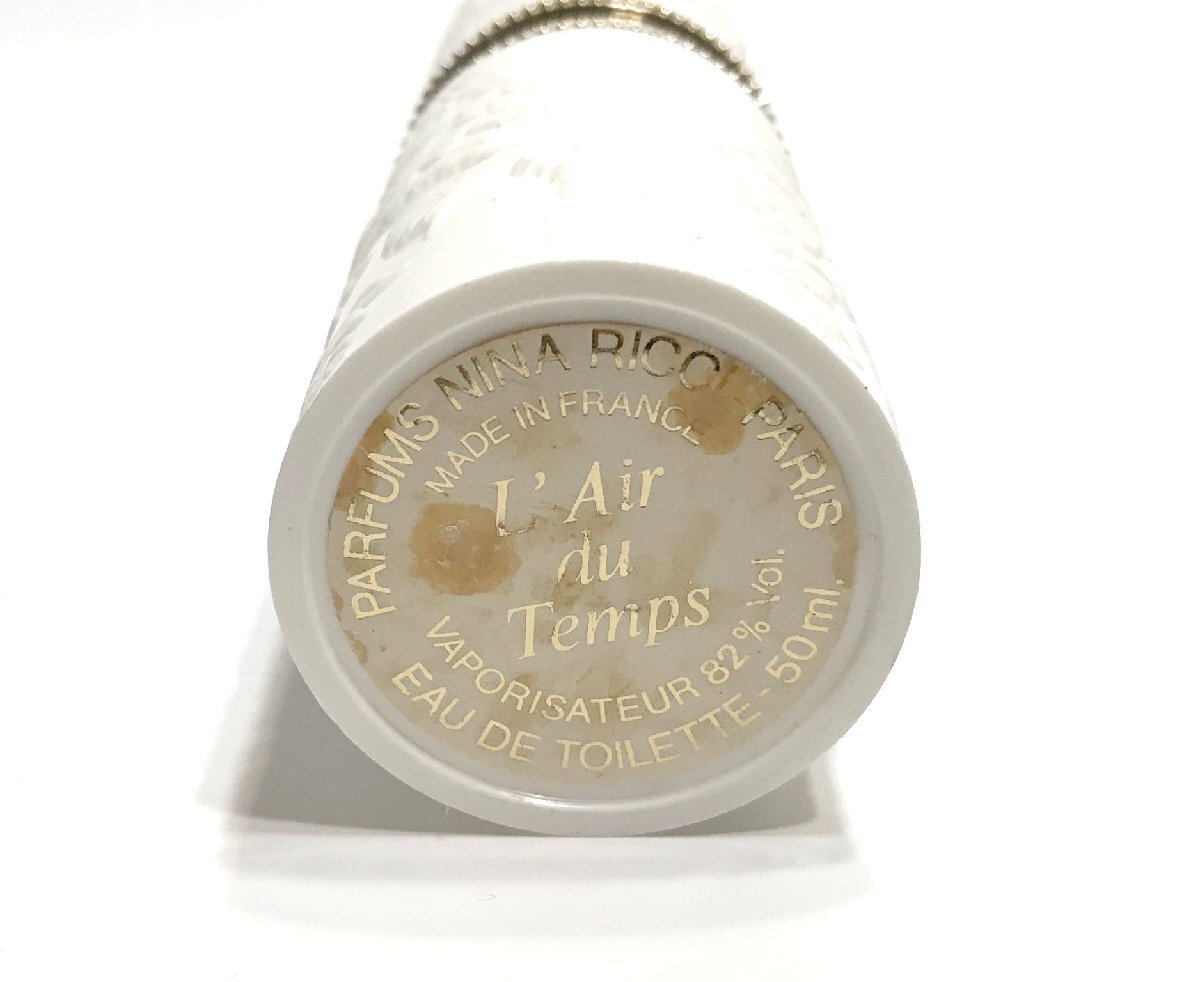 PARFUMS NINA RICCI PARIS
MADE IN FRANCE
L' Air
du
Temps
VAPORISATEUR 82% Vol.
EAU DE TOILETTE - 50 ml.